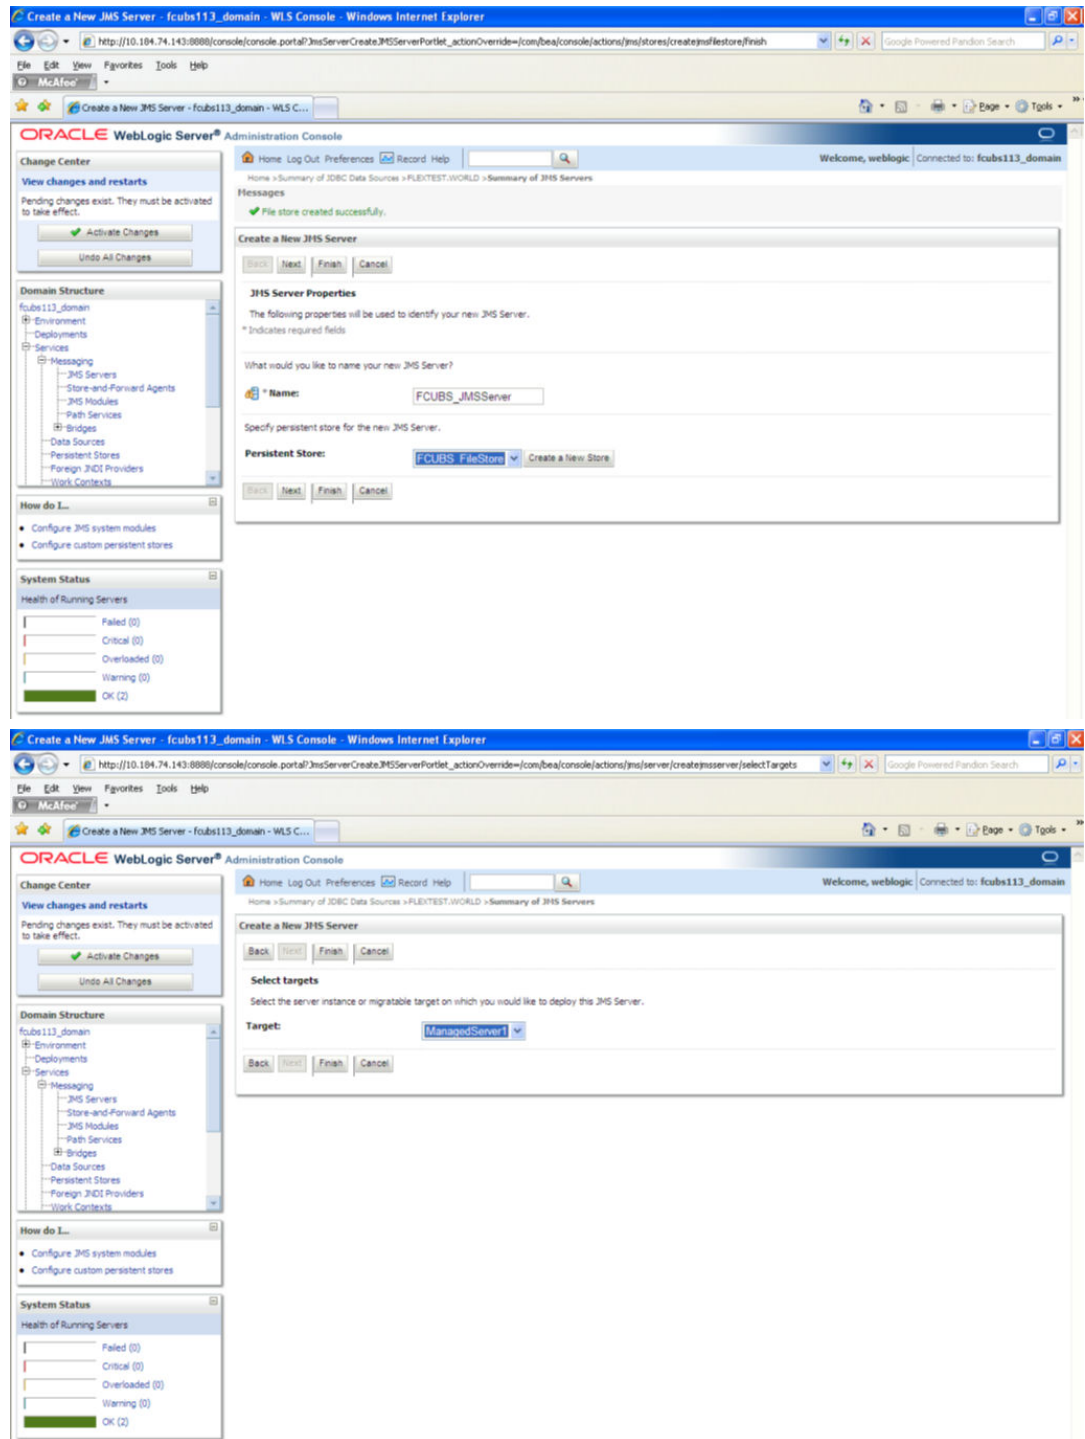 Create a New JMS Server - fcubs113_domain - WLS Console - Windows Internet Explorer
http://10.184.74.143:8888/console/console.portal?JmsServerCreateJMSServerPortlet_actionOverride=/com/bea/console/actions/jms/stores/createjmsfilestore/finish
Google Powered Pandion Search
File Edit View Favorites Tools Help
McAfee
Create a New JMS Server - fcubs113_domain - WLS C...
Page Tools
ORACLE WebLogic Server® Administration Console
Change Center
View changes and restarts
Pending changes exist. They must be activated
to take effect.
Activate Changes
Undo All Changes
Domain Structure
fcubs113_domain
Environment
Deployments
Services
Messaging
JMS Servers
Store-and-Forward Agents
JMS Modules
Path Services
Bridges
Data Sources
Persistent Stores
Foreign JNDI Providers
Work Contexts
How do I...
Configure JMS system modules
Configure custom persistent stores
System Status
Health of Running Servers
Failed (0)
Critical (0)
Overloaded (0)
Warning (0)
OK (2)
Home Log Out Preferences Record Help
Welcome, weblogic Connected to: fcubs113_domain
Home >Summary of JDBC Data Sources >FLEXTEST.WORLD >Summary of JMS Servers
Messages
File store created successfully.
Create a New JMS Server
Back Next Finish Cancel
JMS Server Properties
The following properties will be used to identify your new JMS Server.
* Indicates required fields
What would you like to name your new JMS Server?
* Name: FCUBS_JMSServer
Specify persistent store for the new JMS Server.
Persistent Store: FCUBS_FileStore Create a New Store
Back Next Finish Cancel
Create a New JMS Server - fcubs113_domain - WLS Console - Windows Internet Explorer
http://10.184.74.143:8888/console/console.portal?JmsServerCreateJMSServerPortlet_actionOverride=/com/bea/console/actions/jms/server/createjmsserver/selectTargets
Google Powered Pandion Search
File Edit View Favorites Tools Help
McAfee
Create a New JMS Server - fcubs113_domain - WLS C...
Page Tools
ORACLE WebLogic Server® Administration Console
Change Center
View changes and restarts
Pending changes exist. They must be activated
to take effect.
Activate Changes
Undo All Changes
Domain Structure
fcubs113_domain
Environment
Deployments
Services
Messaging
JMS Servers
Store-and-Forward Agents
JMS Modules
Path Services
Bridges
Data Sources
Persistent Stores
Foreign JNDI Providers
Work Contexts
How do I...
Configure JMS system modules
Configure custom persistent stores
System Status
Health of Running Servers
Failed (0)
Critical (0)
Overloaded (0)
Warning (0)
OK (2)
Home Log Out Preferences Record Help
Welcome, weblogic Connected to: fcubs113_domain
Home >Summary of JDBC Data Sources >FLEXTEST.WORLD >Summary of JMS Servers
Create a New JMS Server
Back Next Finish Cancel
Select targets
Select the server instance or migratable target on which you would like to deploy this JMS Server.
Target: ManagedServer1
Back Next Finish Cancel